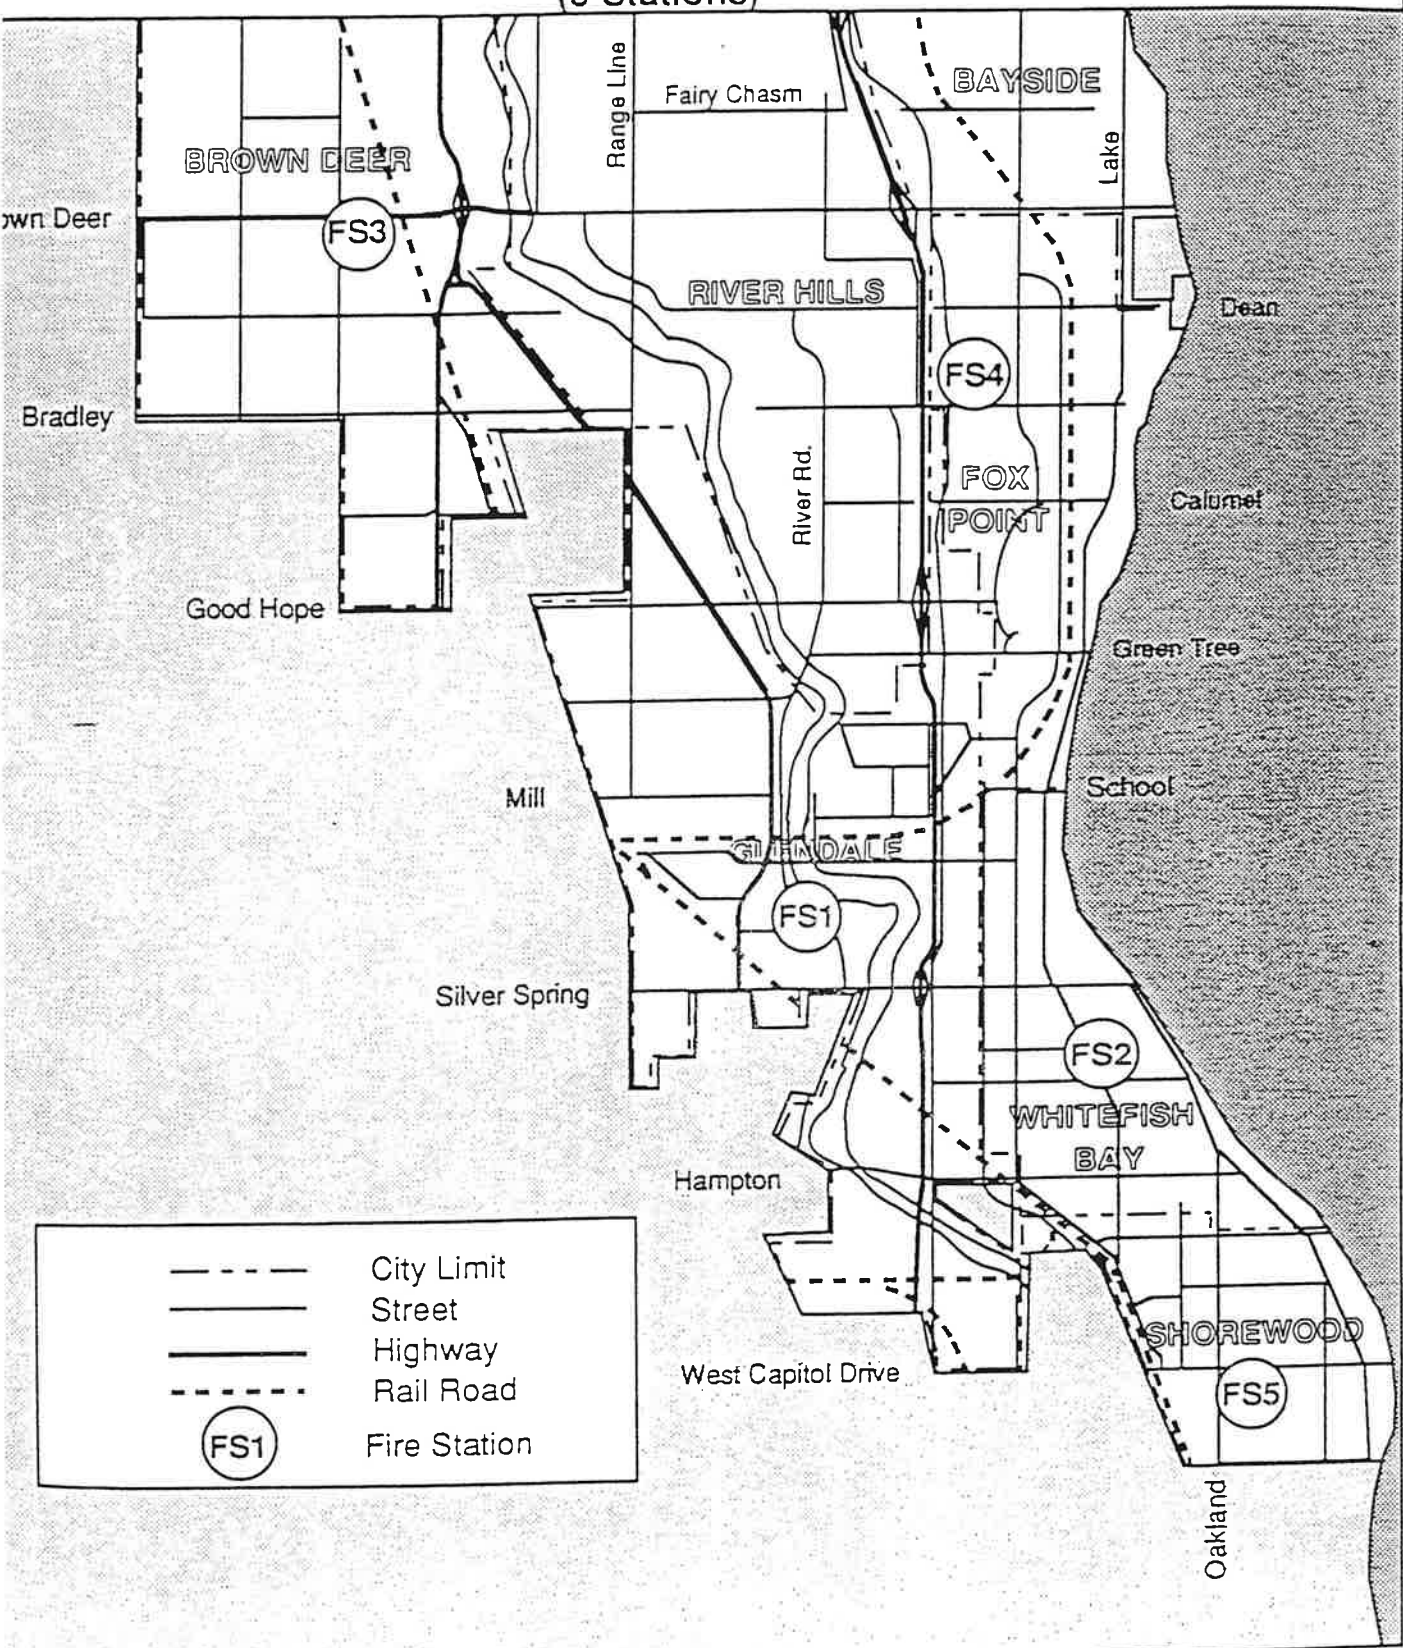 Stations)
BAYSIDE
Fairy Chasm
Range Line
Lake
BROWN DEER
own Deer
FS3
RIVER HILLS
Dean
FS4
Bradley
FOX
POINT
River Rd.
Calumet
Good Hope
Green Tree
Mill
School
GLENDALE
FS1
Silver Spring
FS2
WHITEFISH
BAY
Hampton
City Limit
Street
Highway
Rail Road
FS1
Fire Station
SHOREWOOD
West Capitol Drive
FS5
Oakland